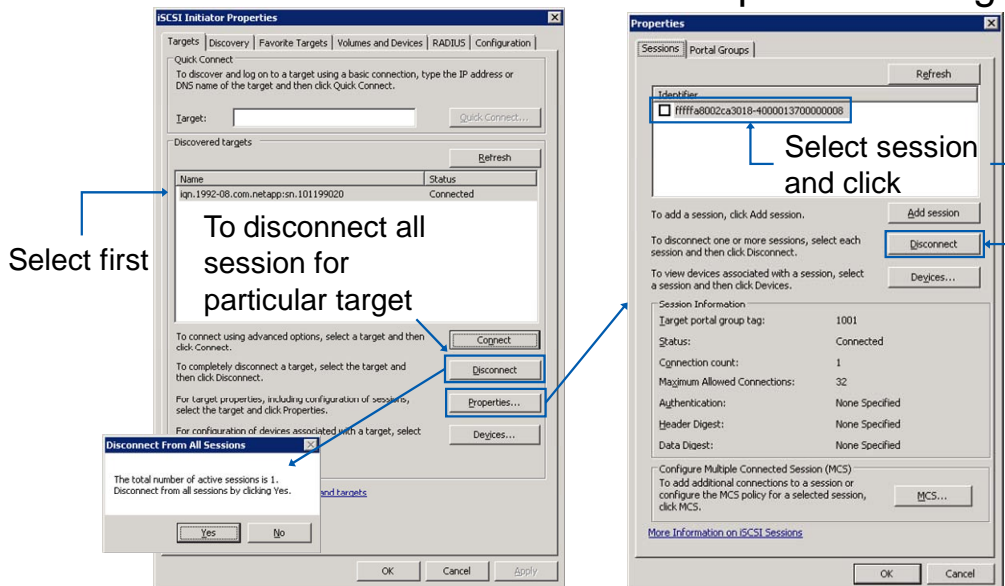 iSCSI Initiator Properties
Targets Discovery Favorite Targets Volumes and Devices RADIUS Configuration
Quick Connect
To discover and log on to a target using a basic connection, type the IP address or
DNS name of the target and then click Quick Connect.
Target:
Quick Connect...
Discovered targets
Refresh
Name Status
iqn.1992-08.com.netapp:sn.101199020 Connected
Select first
To disconnect all
session for
particular target
To connect using advanced options, select a target and then
click Connect.
Connect
To completely disconnect a target, select the target and
then click Disconnect.
Disconnect
For target properties, including configuration of sessions,
select the target and click Properties.
Properties...
For configuration of devices associated with a target, select
Devices...
and targets
Disconnect From All Sessions
The total number of active sessions is 1.
Disconnect from all sessions by clicking Yes.
Yes No
OK Cancel Apply
Properties
Sessions Portal Groups
Refresh
Identifier
fffffa8002ca3018-4000013700000008
Select session
and click
To add a session, click Add session.
Add session
To disconnect one or more sessions, select each
session and then click Disconnect.
Disconnect
To view devices associated with a session, select
a session and then click Devices.
Devices...
Session Information
Target portal group tag: 1001
Status: Connected
Connection count: 1
Maximum Allowed Connections: 32
Authentication: None Specified
Header Digest: None Specified
Data Digest: None Specified
Configure Multiple Connected Session (MCS)
To add additional connections to a session or
configure the MCS policy for a selected session,
click MCS.
MCS...
More Information on iSCSI Sessions
OK Cancel